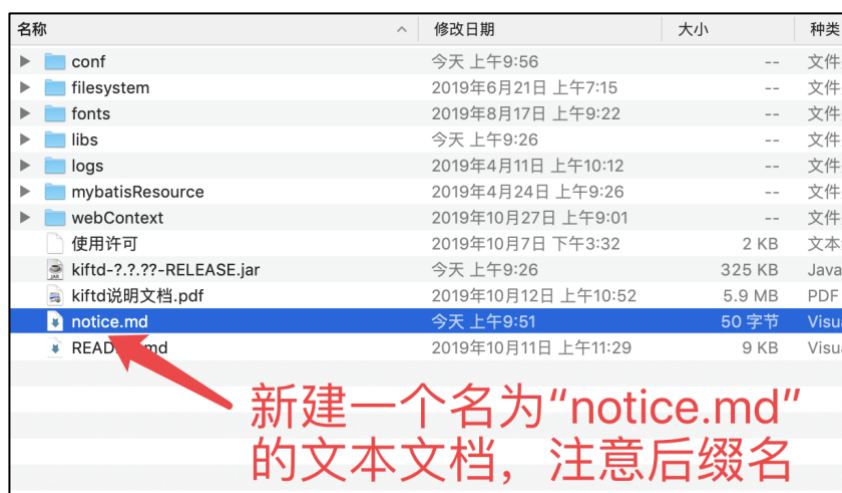 名称 修改日期 大小 种类
conf 今天 上午9:56 -- 文件
filesystem 2019年6月21日 上午7:15 -- 文件
fonts 2019年8月17日 上午9:22 -- 文件
libs 今天 上午9:26 -- 文件
logs 2019年4月11日 上午10:12 -- 文件
mybatisResource 2019年4月24日 上午9:26 -- 文件
webContext 2019年10月27日 上午9:01 -- 文件
使用许可 2019年10月7日 下午3:32 2 KB 文本
kiftd-?.?.??-RELEASE.jar 今天 上午9:26 325 KB Java
kiftd说明文档.pdf 2019年10月12日 上午10:52 5.9 MB PDF
notice.md 今天 上午9:51 50 字节 Visu
READ md 2019年10月11日 上午11:29 9 KB Visu
新建一个名为“notice.md”
的文本文档，注意后缀名